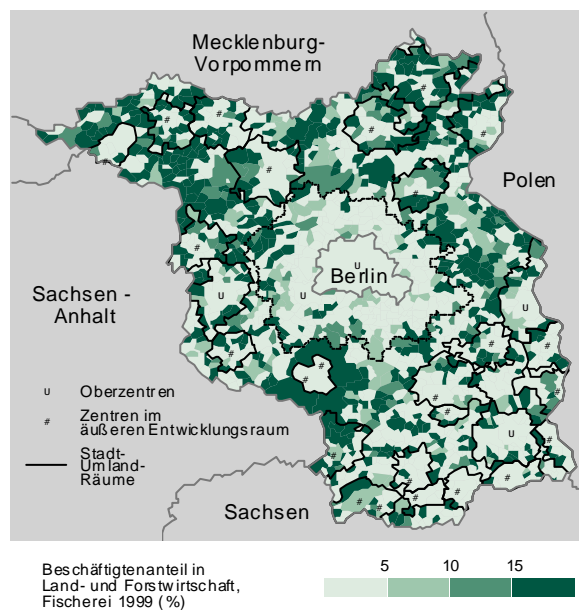 Mecklenburg-
Vorpommern
Polen
Berlin
Sachsen -
Anhalt
U Oberzentren
# Zentren im
äußeren Entwicklungsraum
Stadt-
Umland-
Räume
Sachsen
Beschäftigtenanteil in
Land- und Forstwirtschaft,
Fischerei 1999 (%)
5 10 15